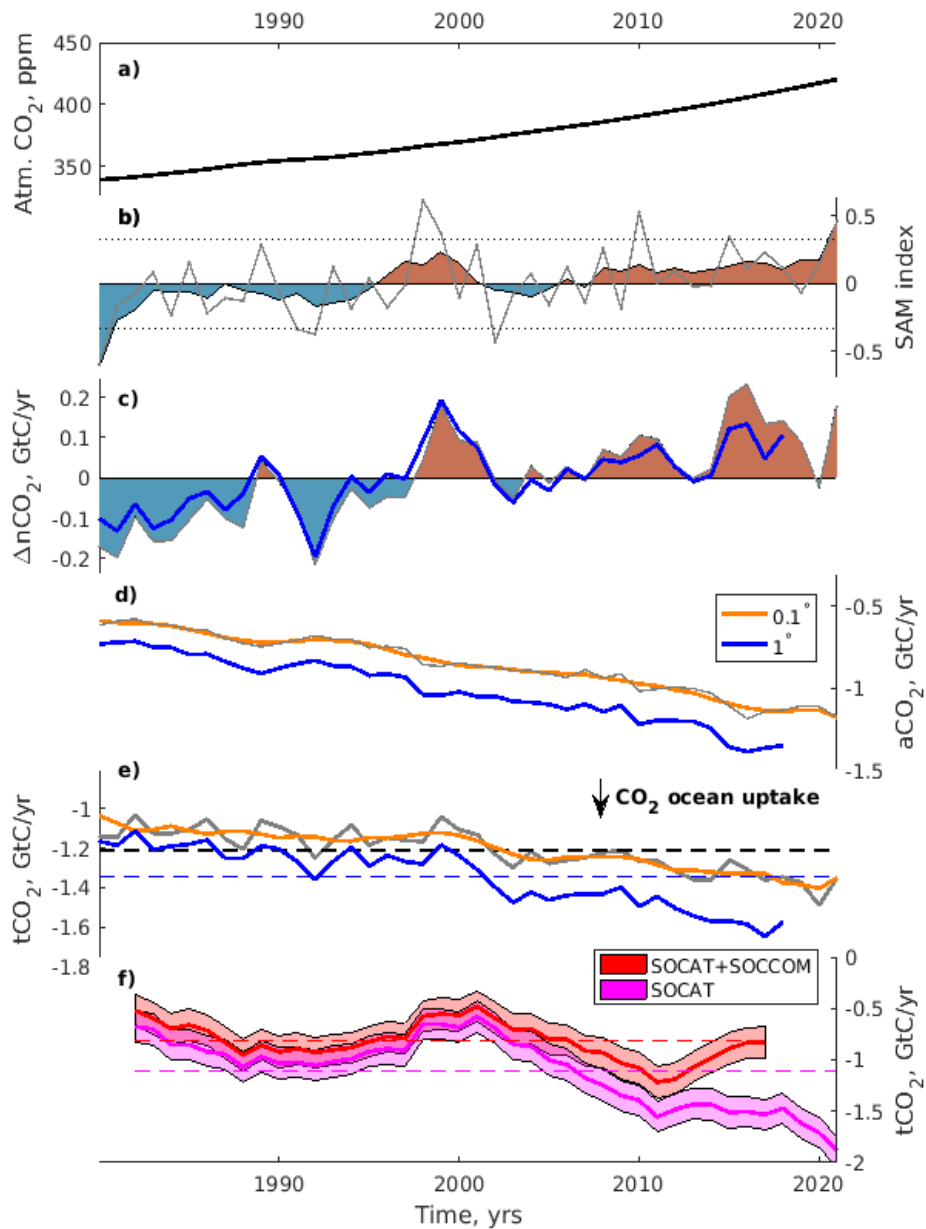 1990 2000 2010 2020
450
400
350
Atm. CO2, ppm
a)
b)
0.5
0
-0.5
SAM index
c)
0.2
0.1
0
-0.1
-0.2
ΔnCO2, GtC/yr
d)
0.1°
1°
-0.5
-1
-1.5
aCO2, GtC/yr
e)
CO2 ocean uptake
-1
-1.2
-1.4
-1.6
-1.8
tCO2, GtC/yr
f)
SOCAT+SOCCOM
SOCAT
0
-0.5
-1
-1.5
-2
tCO2, GtC/yr
1990 2000 2010 2020
Time, yrs